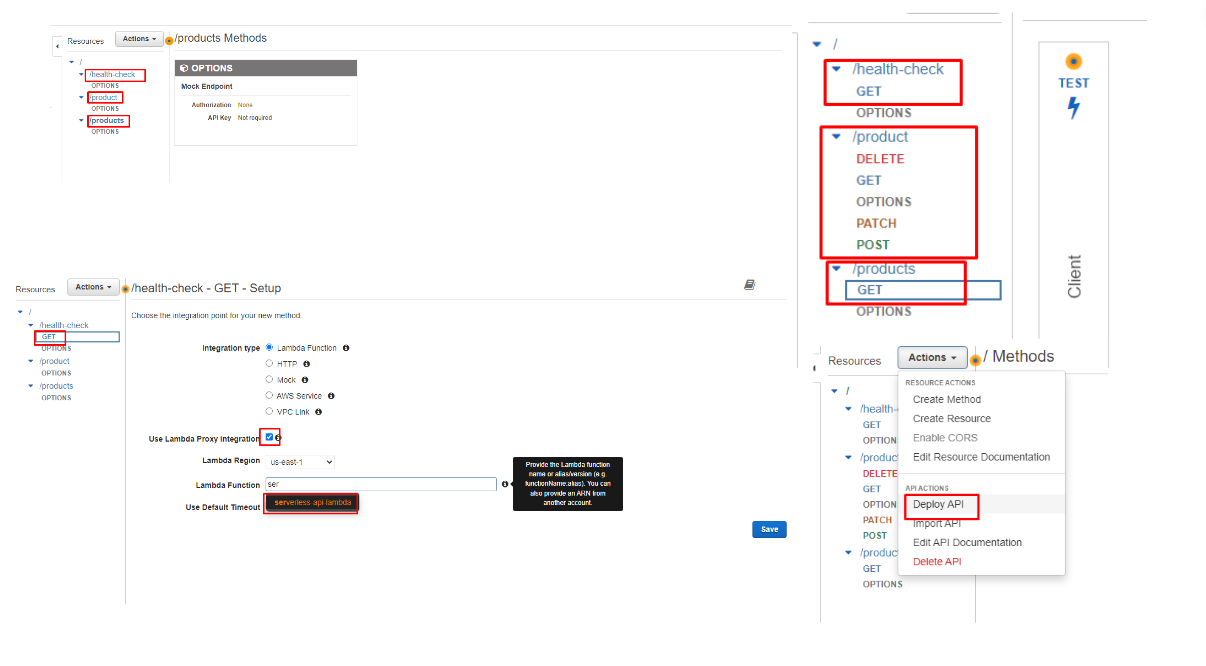 Resources
Actions
/products Methods
/
/health-check
OPTIONS
/product
OPTIONS
/products
OPTIONS
OPTIONS
Mock Endpoint
Authorization None
API Key Not required
Resources
Actions
/health-check - GET - Setup
/
/health-check
GET
OPTIONS
/product
OPTIONS
/products
OPTIONS
Choose the integration point for your new method
Integration type Lambda Function
HTTP
Mock
AWS Service
VPC Link
Use Lambda Proxy Integration
Lambda Region us-east-1
Lambda Function ser
Use Default Timeout serverless-api-lambda
Provide the Lambda function
name or alias/version (e.g
functionName:alias). You can
also provide an ARN from
another account.
Save
/
/health-check
GET
OPTIONS
/product
DELETE
GET
OPTIONS
PATCH
POST
/products
GET
OPTIONS
TEST
Client
Resources
Actions
/ Methods
/
/health-
GET
OPTION
/produc
DELETE
GET
OPTION
PATCH
POST
/produc
GET
OPTIONS
RESOURCE ACTIONS
Create Method
Create Resource
Enable CORS
Edit Resource Documentation
API ACTIONS
Deploy API
Import API
Edit API Documentation
Delete API